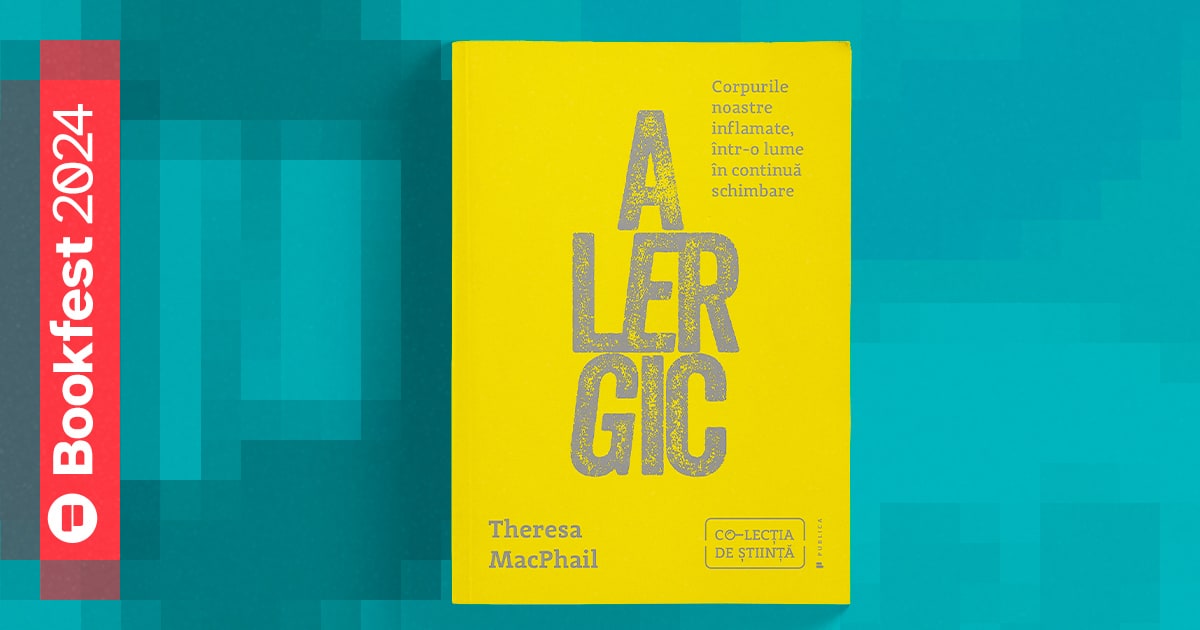 Bookfest 2024
Corpurile
noastre
inflamate,
într-o lume
în continuă
schimbare
A
LER
GIC
Theresa
MacPhail
CO–LECȚIA
DE ȘTIINȚĂ
PUBLICA